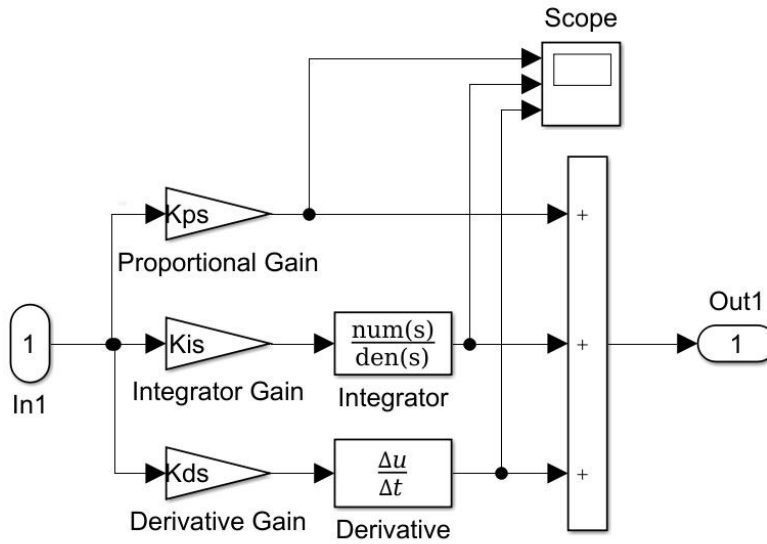 Scope
Kps
+
Proportional Gain
Out1
1
Kis
num(s)
den(s)
+
1
In1
Integrator Gain
Integrator
Kds
Δu
Δt
+
Derivative Gain
Derivative